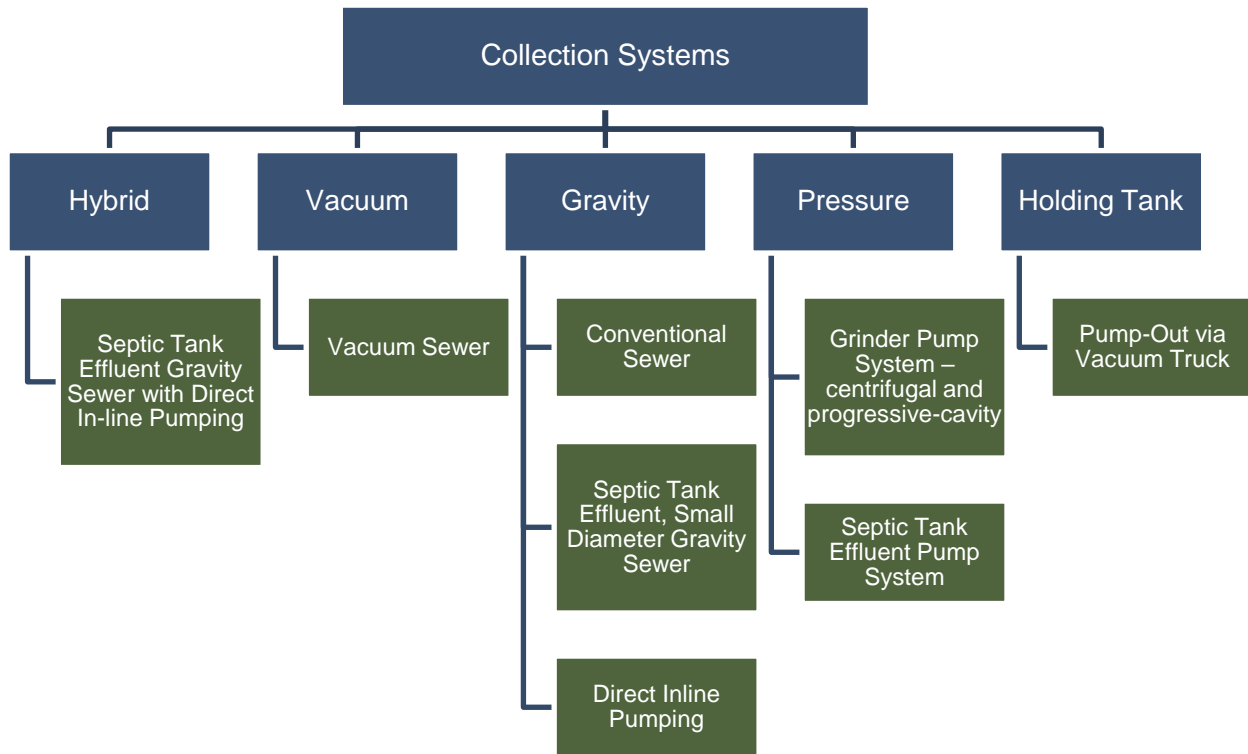 Collection Systems
Hybrid
Vacuum
Gravity
Pressure
Holding Tank
Septic Tank
Effluent Gravity
Sewer with Direct
In-line Pumping
Vacuum Sewer
Conventional
Sewer
Septic Tank
Effluent, Small
Diameter Gravity
Sewer
Direct Inline
Pumping
Grinder Pump
System –
centrifugal and
progressive-cavity
Septic Tank
Effluent Pump
System
Pump-Out via
Vacuum Truck